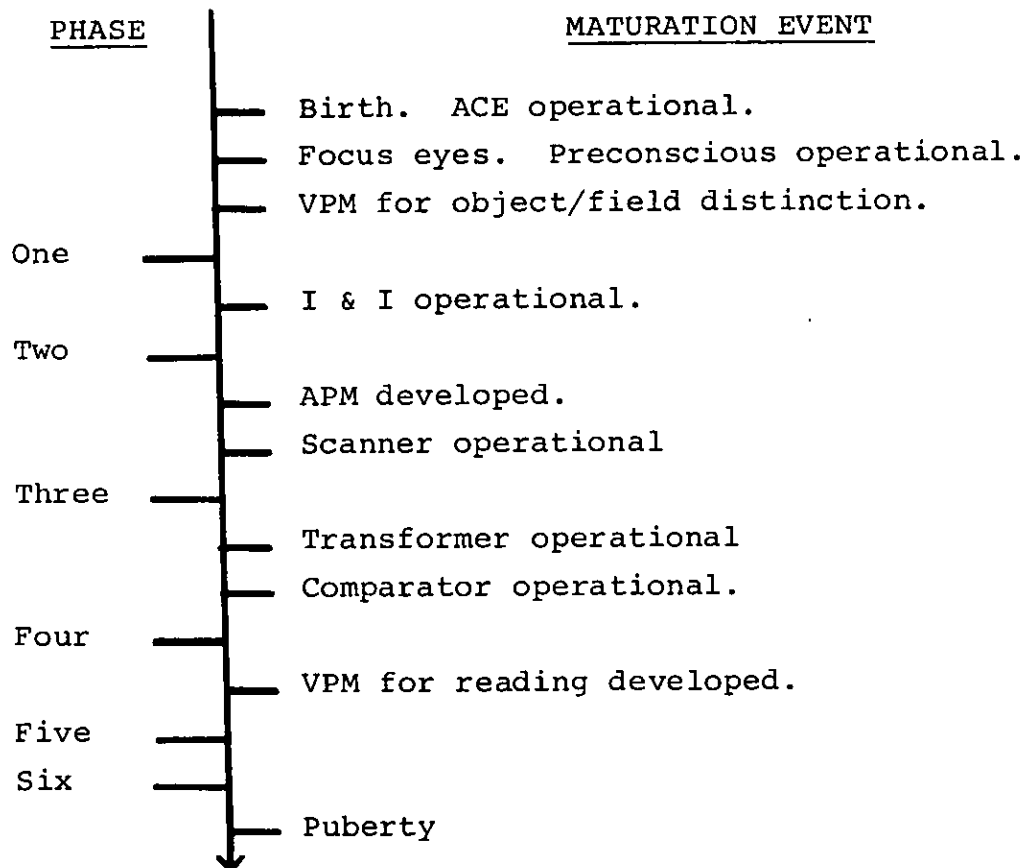 PHASE MATURATION EVENT
Birth. ACE operational.
Focus eyes. Preconscious operational.
VPM for object/field distinction.
One
I & I operational.
Two
APM developed.
Scanner operational
Three
Transformer operational
Comparator operational.
Four
VPM for reading developed.
Five
Six
Puberty